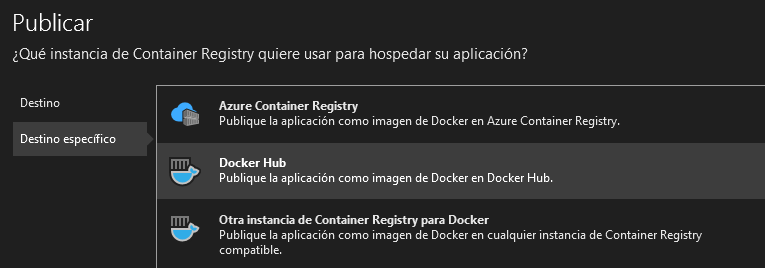 Publicar
¿Qué instancia de Container Registry quiere usar para hospedar su aplicación?
Destino
Destino específico
Azure Container Registry
Publique la aplicación como imagen de Docker en Azure Container Registry.
Docker Hub
Publique la aplicación como imagen de Docker en Docker Hub.
Otra instancia de Container Registry para Docker
Publique la aplicación como imagen de Docker en cualquier instancia de Container Registry
compatible.